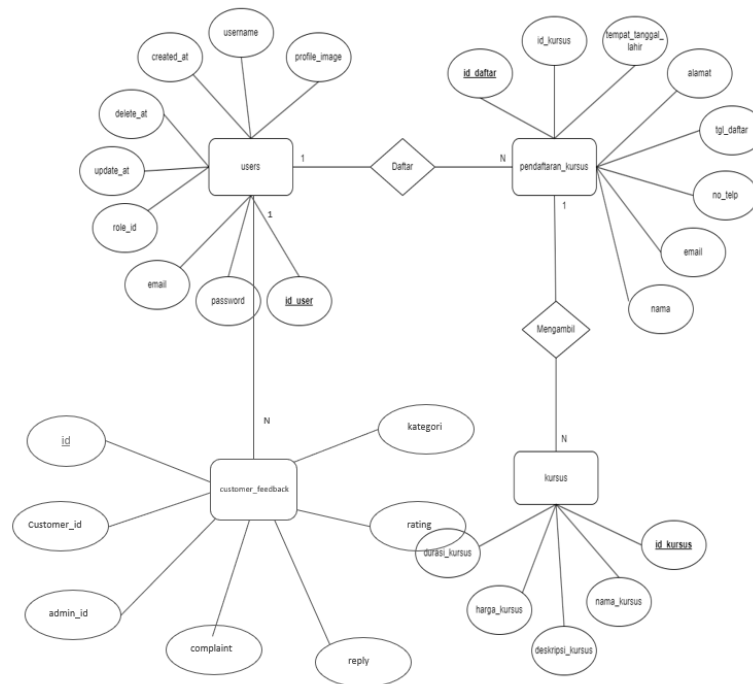 username
created_at
profile_image
delete_at
users
update_at
role_id
email
password
id_user
1
1
Daftar
N
id_daftar
id_kursus
tempat_tanggal_
lahir
alamat
tgl_daftar
pendaftaran_kursus
no_telp
email
nama
1
Mengambil
N
N
id
kategori
customer_feedback
Customer_id
rating
admin_id
complaint
reply
kursus
durasi_kursus
id_kursus
harga_kursus
nama_kursus
deskripsi_kursus